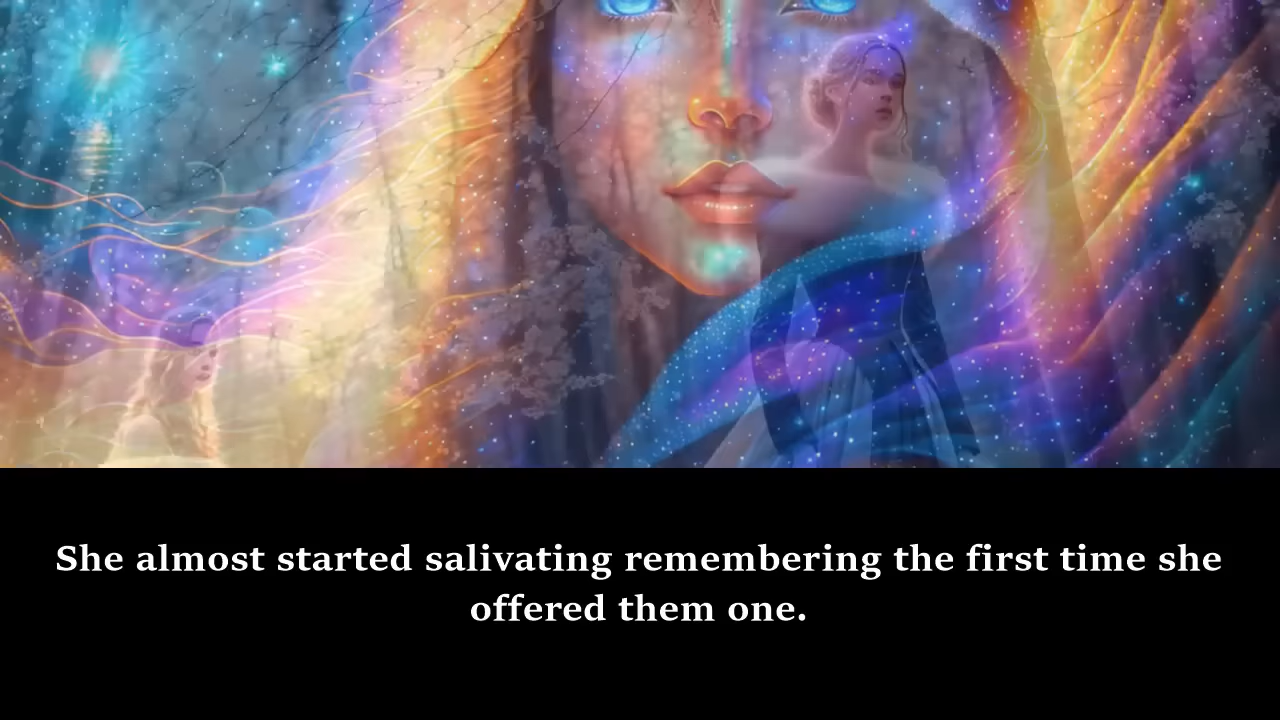 She almost started salivating remembering the first time she
offered them one.